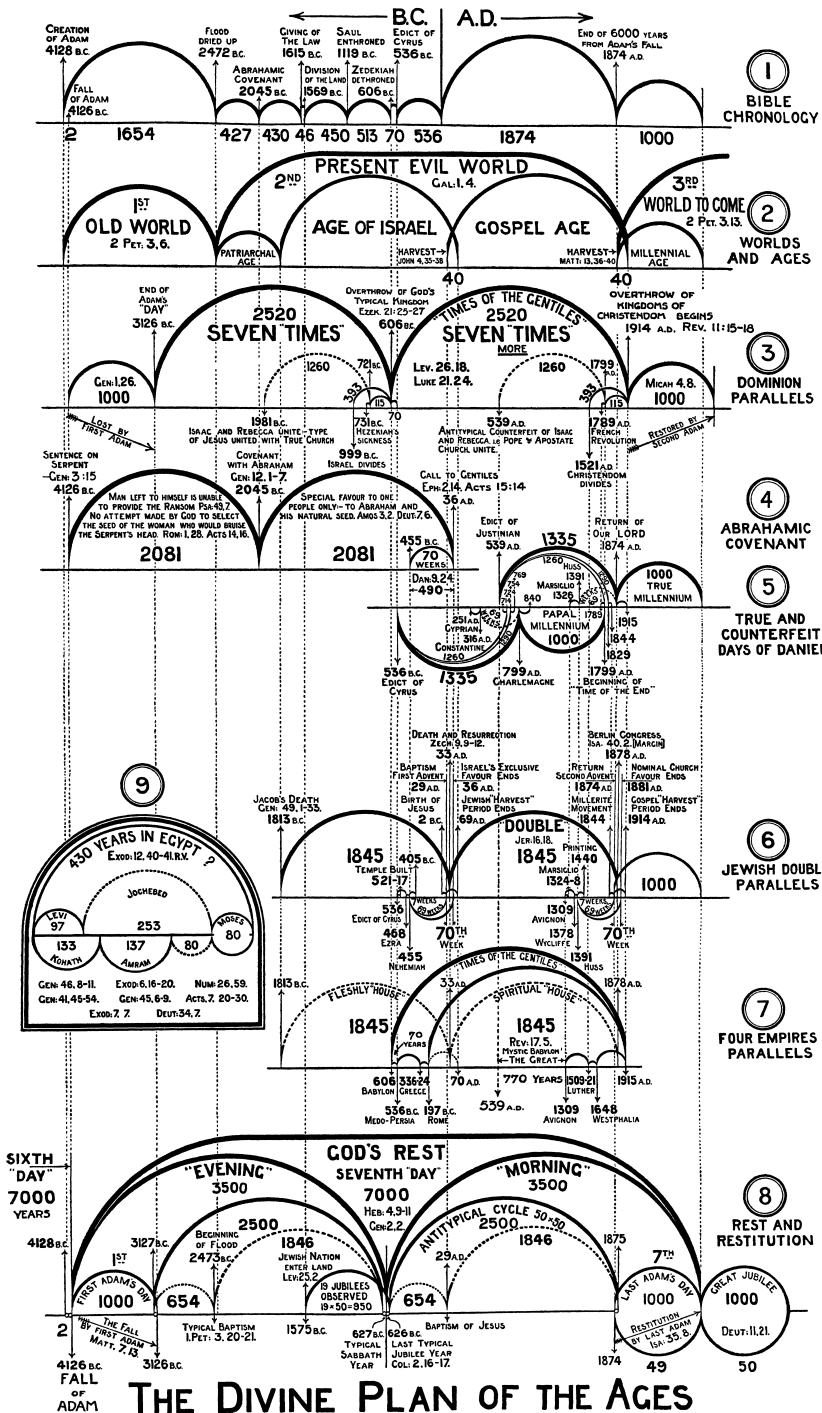 B.C. A.D.
CREATION
OF ADAM
4128 B.C.
FALL
OF ADAM
4126 B.C.
FLOOD
DRIED UP
2472 B.C.
ABRAHAMIC
COVENANT
2045 B.C.
GIVING OF
THE LAW
1615 B.C.
DIVISION
OF THE LAND
1569 B.C.
SAUL
ENTHRONED
1119 B.C.
ZEDEKIAH
DETHRONED
606 B.C.
EDICT OF
CYRUS
536 B.C.
END OF 6000 YEARS
FROM ADAM'S FALL
1874 A.D.
2 1654 427 430 46 450 513 70 536 1874 1000
1
BIBLE
CHRONOLOGY
1ST
OLD WORLD
2 PET: 3, 6.
2ND
PRESENT EVIL WORLD
GAL: 1, 4.
PATRIARCHAL
AGE
AGE OF ISRAEL
HARVEST
JOHN 4, 35-38
40
GOSPEL AGE
HARVEST
MATT: 13, 36-40
40
3RD
WORLD TO COME
2 PET. 3.13.
MILLENNIAL
AGE
2
WORLDS
AND AGES
END OF
ADAM'S
"DAY"
3126 B.C.
2520
SEVEN "TIMES"
OVERTHROW OF GOD'S
TYPICAL KINGDOM
EZEK. 21: 25-27
606 B.C.
"TIMES OF THE GENTILES"
2520
SEVEN "TIMES"
MORE
LEV. 26.18.
LUKE 21.24.
OVERTHROW OF
KINGDOMS OF
CHRISTENDOM BEGINS
1914 A.D. REV. 11:15-18
GEN: 1, 26.
1000
1260
721 B.C.
393
115
70
1260
1799
A.D.
393
115
MICAH 4.8.
1000
3
DOMINION
PARALLELS
LOST BY
FIRST ADAM
1981 B.C.
ISAAC AND REBECCA UNITE-TYPE
OF JESUS UNITED WITH TRUE CHURCH
731 B.C.
HEZEKIAH'S
SICKNESS
999 B.C.
ISRAEL DIVIDES
539 A.D.
ANTITYPICAL COUNTERFEIT OF ISAAC
AND REBECCA. I.E. POPE & APOSTATE
CHURCH UNITE.
1789 A.D.
FRENCH
REVOLUTION
1521 A.D.
CHRISTENDOM
DIVIDES
RESTORED BY
SECOND ADAM
SENTENCE ON
SERPENT
GEN: 3:15
4126 B.C.
COVENANT
WITH ABRAHAM
GEN: 12, 1-7.
2045 B.C.
CALL TO GENTILES
EPH: 2.14. ACTS 15:14
36 A.D.
MAN LEFT TO HIMSELF IS UNABLE
TO PROVIDE THE RANSOM PSA: 49,7.
NO ATTEMPT MADE BY GOD TO SELECT
THE SEED OF THE WOMAN WHO WOULD BRUISE
THE SERPENT'S HEAD. ROM: 1, 28. ACTS 14, 16.
2081
SPECIAL FAVOUR TO ONE
PEOPLE ONLY:- TO ABRAHAM AND
HIS NATURAL SEED. AMOS 3,2. DEUT: 7,6.
2081
455 B.C.
70
WEEKS
DAN: 9,24
490
4
ABRAHAMIC
COVENANT
EDICT OF
JUSTINIAN
539 A.D.
RETURN OF
OUR LORD
1874 A.D.
1335
1260
HUSS
1391
MARSIGLIO
1326
1290
69
WEEKS
1789
769
840
251 A.D.
CYPRIAN
316 A.D.
CONSTANTINE
69
WEEKS
1260
1290
1335
PAPAL
MILLENNIUM
1000
1000
TRUE
MILLENNIUM
1915
1844
1829
536 B.C.
EDICT OF
CYRUS
799 A.D.
CHARLEMAGNE
1799 A.D.
BEGINNING OF
"TIME OF THE END"
5
TRUE AND
COUNTERFEIT
DAYS OF DANIEL
DEATH AND RESURRECTION
ZECH: 9, 9-12.
33 A.D.
BERLIN CONGRESS
ISA: 40. 2. [MARGIN]
1878 A.D.
BAPTISM
FIRST ADVENT
29 A.D.
ISRAEL'S EXCLUSIVE
FAVOUR ENDS
36 A.D.
RETURN
SECOND ADVENT
1874 A.D.
NOMINAL CHURCH
FAVOUR ENDS
1881 A.D.
JACOB'S DEATH
GEN: 49, 1-33.
1813 B.C.
BIRTH OF
JESUS
2 B.C.
JEWISH "HARVEST"
PERIOD ENDS
69 A.D.
MILLERITE
MOVEMENT
1844
GOSPEL "HARVEST"
PERIOD ENDS
1914 A.D.
1845
TEMPLE BUILT
521-17
405 B.C.
DOUBLE
JER: 16, 18.
1845
PRINTING
1440
MARSIGLIO
1324-8
1000
7 WEEKS
69 WEEKS
536
EDICT OF CYRUS
468
EZRA
455
NEHEMIAH
70TH
WEEK
7 WEEKS
69 WEEKS
1309
AVIGNON
1378
WYCLIFFE
1391
HUSS
70TH
WEEK
6
JEWISH DOUBLE
PARALLELS
9
430 YEARS IN EGYPT ?
EXOD: 12, 40-41. R.V.
JOCHEBED
LEVI
97
253
MOSES
80
133
KOHATH
137
AMRAM
80
GEN: 46, 8-11. EXOD: 6, 16-20. NUM: 26, 59.
GEN: 41, 45-54. GEN: 45, 6-9. ACTS, 7, 20-30.
EXOD: 7. 7. DEUT: 34, 7.
TIMES OF THE GENTILES
1813 B.C.
FLESHLY HOUSE
33 A.D.
SPIRITUAL HOUSE
1878 A.D.
1845
70
YEARS
1845
REV: 17, 5.
"MYSTIC BABYLON
THE GREAT"
606
BABYLON
336-24
GREECE
70 A.D.
770 YEARS
1509-21
LUTHER
1915 A.D.
536 B.C.
MEDO-PERSIA
197 B.C.
ROME
539 A.D.
1309
AVIGNON
1648
WESTPHALIA
7
FOUR EMPIRES
PARALLELS
SIXTH
"DAY"
7000
YEARS
GOD'S REST
SEVENTH "DAY"
7000
HEB: 4, 9-11
GEN: 2, 2.
"EVENING"
3500
"MORNING"
3500
4128 B.C.
3127 B.C.
2500
BEGINNING
OF FLOOD
2473 B.C.
1846
JEWISH NATION
ENTER LAND
LEV: 25,2.
ANTITYPICAL CYCLE 50×50
2500
1846
29 A.D.
1875
1ST
FIRST ADAM'S DAY
1000
654
19 JUBILEES
OBSERVED
19×50=950
654
7TH
LAST ADAM'S DAY
1000
GREAT JUBILEE
1000
DEUT: 11, 21.
8
REST AND
RESTITUTION
2
THE FALL
BY FIRST ADAM
MATT. 7, 13.
TYPICAL BAPTISM
1. PET: 3, 20-21.
1575 B.C.
627 B.C.
TYPICAL
SABBATH
YEAR
626 B.C.
LAST TYPICAL
JUBILEE YEAR
COL: 2, 16-17.
BAPTISM OF JESUS
RESTITUTION
BY LAST ADAM
ISA: 35, 8.
4126 B.C.
FALL
OF
ADAM
3126 B.C.
1874
49
50
THE DIVINE PLAN OF THE AGES